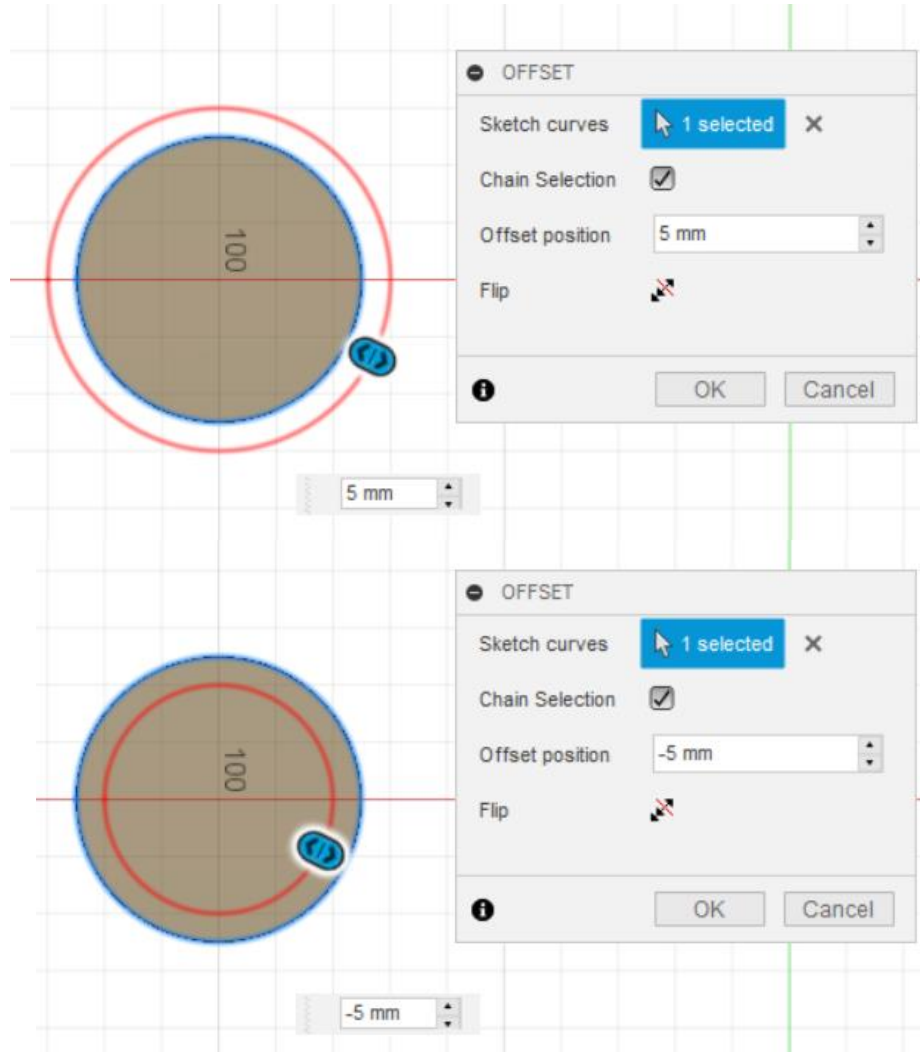 OFFSET
Sketch curves 1 selected
Chain Selection
100
Offset position 5 mm
Flip
OK Cancel
5 mm
OFFSET
Sketch curves 1 selected
Chain Selection
100
Offset position -5 mm
Flip
OK Cancel
-5 mm